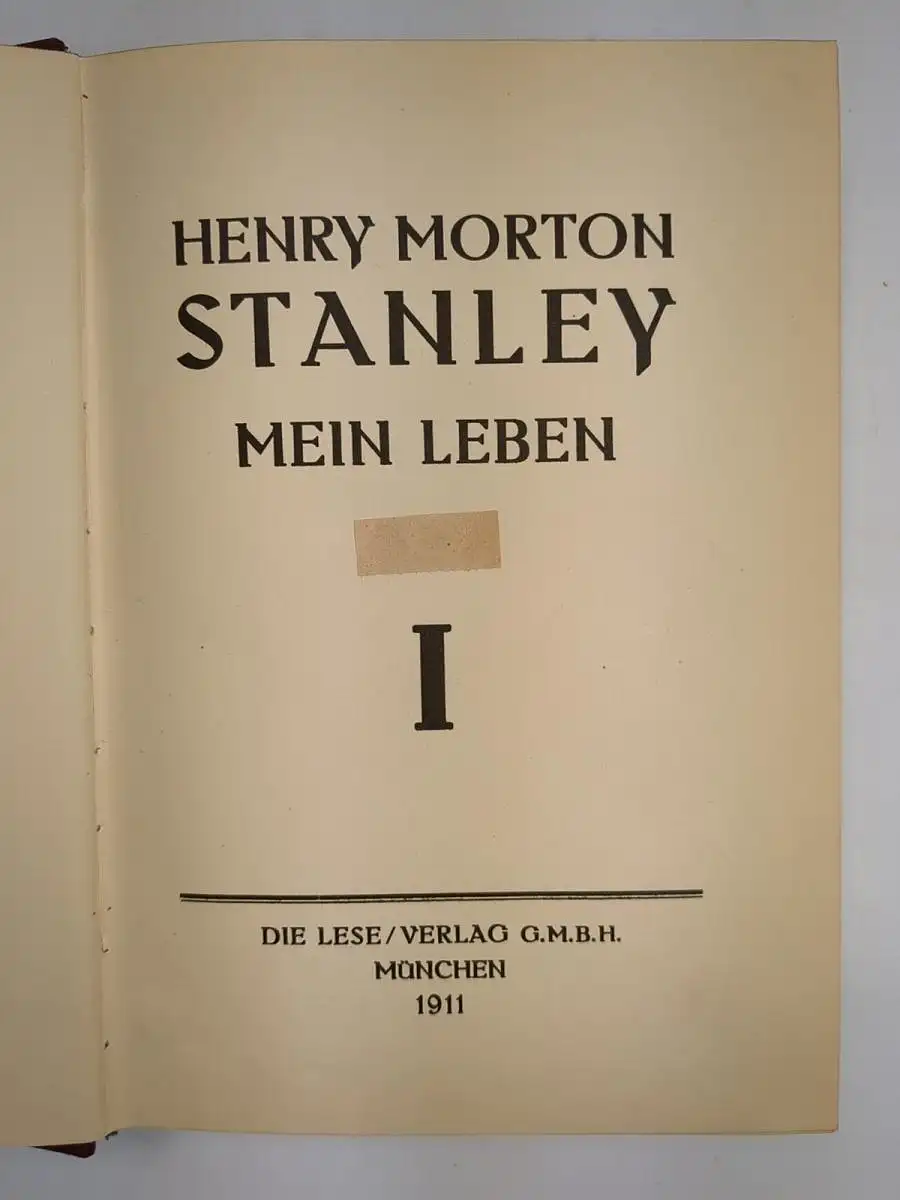 HENRY MORTON
STANLEY
MEIN LEBEN
I
DIE LESE/VERLAG G.M.B.H.
MÜNCHEN
1911